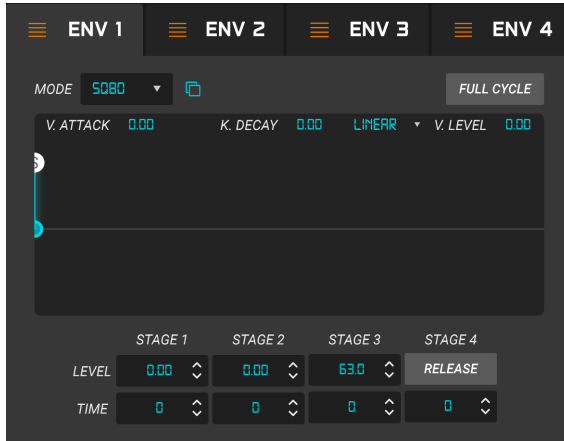 ENV 1 ENV 2 ENV 3 ENV 4
MODE SQ80 FULL CYCLE
V. ATTACK 0.00 K. DECAY 0.00 LINEAR V. LEVEL 0.00
S
STAGE 1 STAGE 2 STAGE 3 STAGE 4
LEVEL 0.00 0.00 63.0 RELEASE
TIME 0 0 0 0